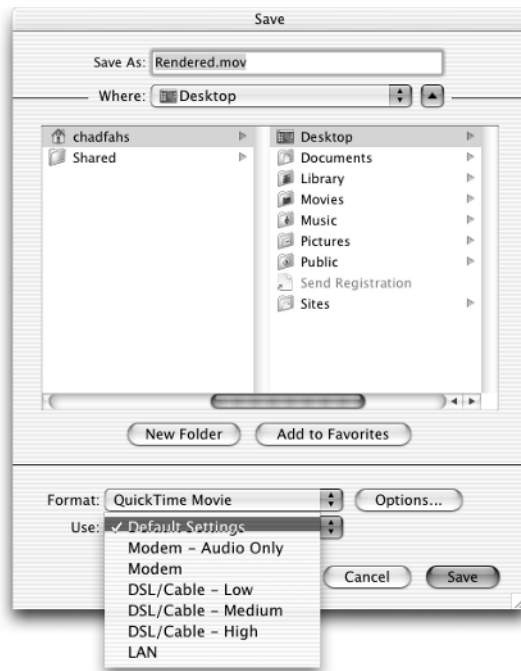 Save
Save As: Rendered.mov
Where: Desktop
chadfahs
Shared
Desktop
Documents
Library
Movies
Music
Pictures
Public
Send Registration
Sites
New Folder
Add to Favorites
Format: QuickTime Movie
Options...
Use: ✓ Default Settings
Modem – Audio Only
Modem
DSL/Cable – Low
DSL/Cable – Medium
DSL/Cable – High
LAN
Cancel
Save